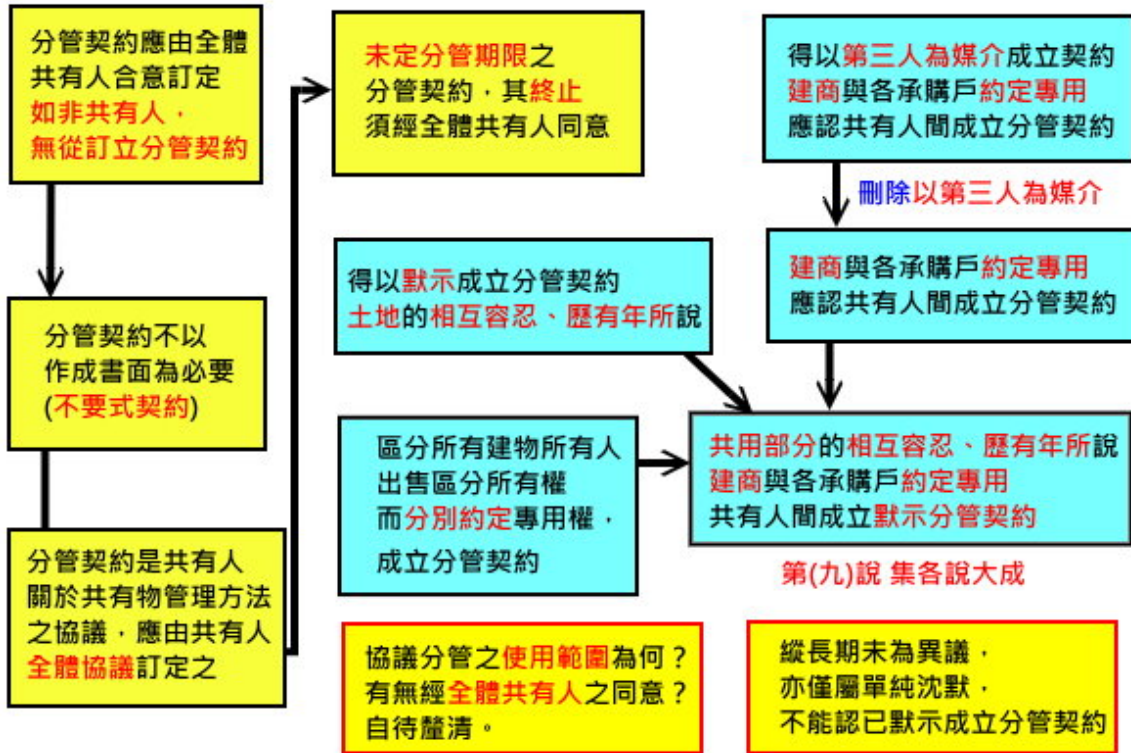 分管契約應由全體
共有人合意訂定
如非共有人，
無從訂立分管契約
分管契約不以
作成書面為必要
(不要式契約)
分管契約是共有人
關於共有物管理方法
之協議，應由共有人
全體協議訂定之
未定分管期限之
分管契約，其終止
須經全體共有人同意
得以第三人為媒介成立契約
建商與各承購戶約定專用
應認共有人間成立分管契約
刪除以第三人為媒介
建商與各承購戶約定專用
應認共有人間成立分管契約
得以默示成立分管契約
土地的相互容忍、歷有年所說
區分所有建物所有人
出售區分所有權
而分別約定專用權，
成立分管契約
共用部分的相互容忍、歷有年所說
建商與各承購戶約定專用
共有人間成立默示分管契約
第(九)說 集各說大成
協議分管之使用範圍為何？
有無經全體共有人之同意？
自待釐清。
縱長期未為異議，
亦僅屬單純沈默，
不能認已默示成立分管契約